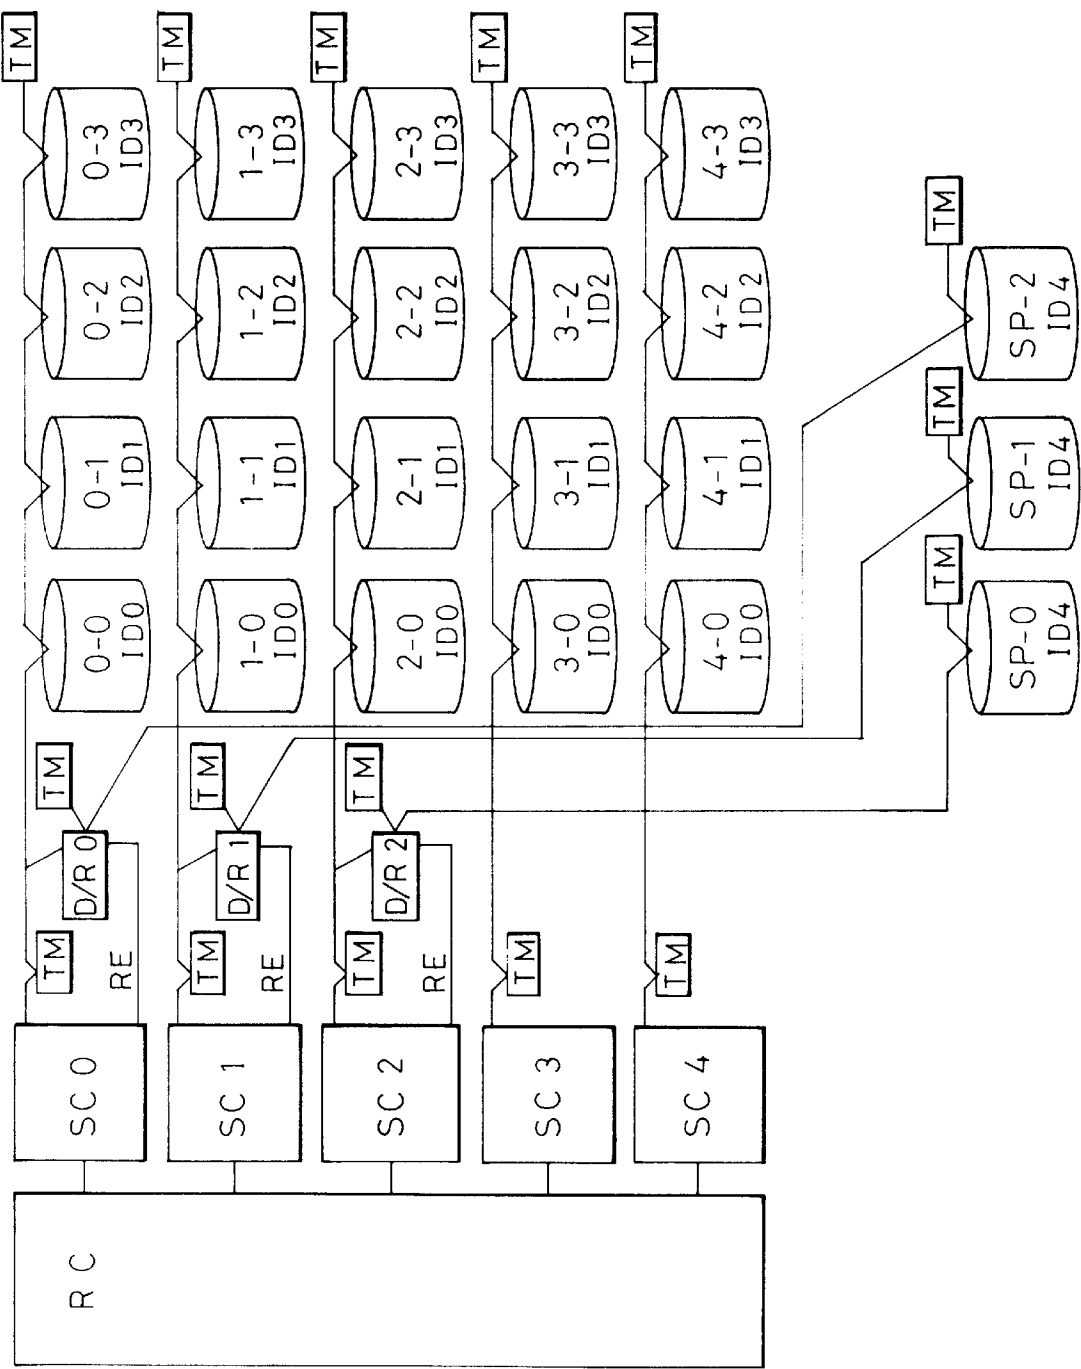 RC
SC 0
TM
RE
D/R 0
TM
0-0
ID0
0-1
ID1
0-2
ID2
0-3
ID3
TM
SC 1
TM
RE
D/R 1
TM
1-0
ID0
1-1
ID1
1-2
ID2
1-3
ID3
TM
SC 2
TM
RE
D/R 2
TM
2-0
ID0
2-1
ID1
2-2
ID2
2-3
ID3
TM
SC 3
TM
3-0
ID0
3-1
ID1
3-2
ID2
3-3
ID3
TM
SC 4
TM
4-0
ID0
4-1
ID1
4-2
ID2
4-3
ID3
TM
TM
SP-0
ID4
TM
SP-1
ID4
TM
SP-2
ID4